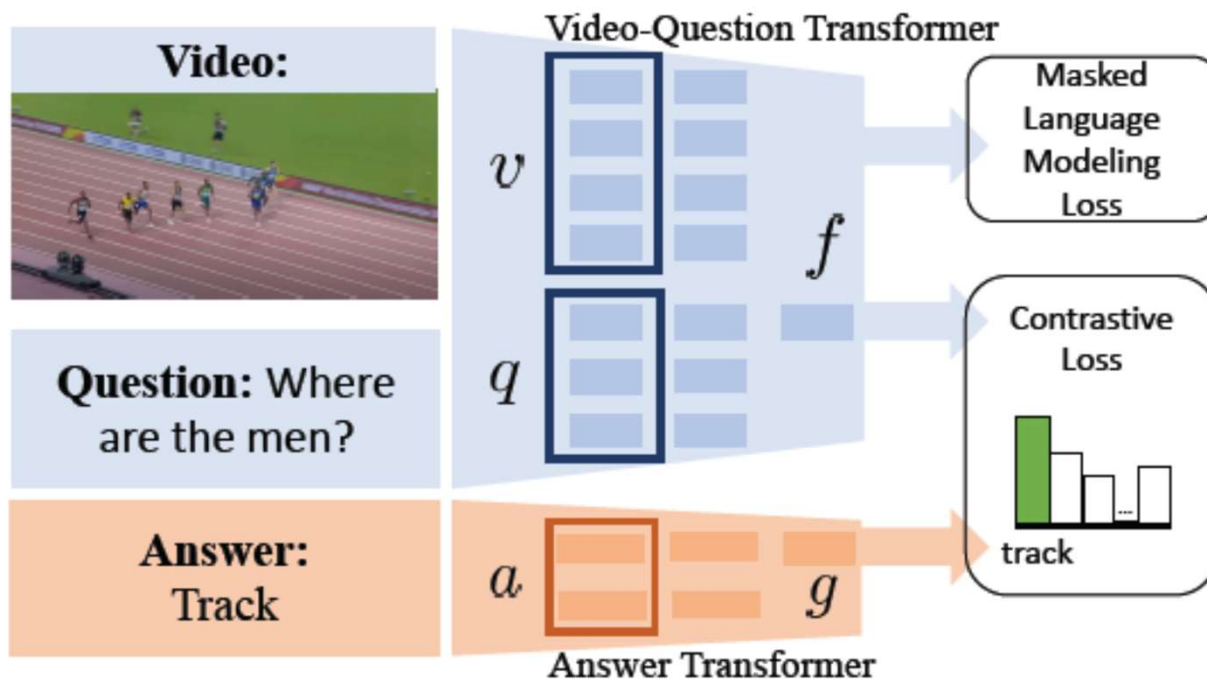 Video:
Question: Where
are the men?
Answer:
Track
Video-Question Transformer
v
q
f
a
g
Answer Transformer
Masked
Language
Modeling
Loss
Contrastive
Loss
...
track